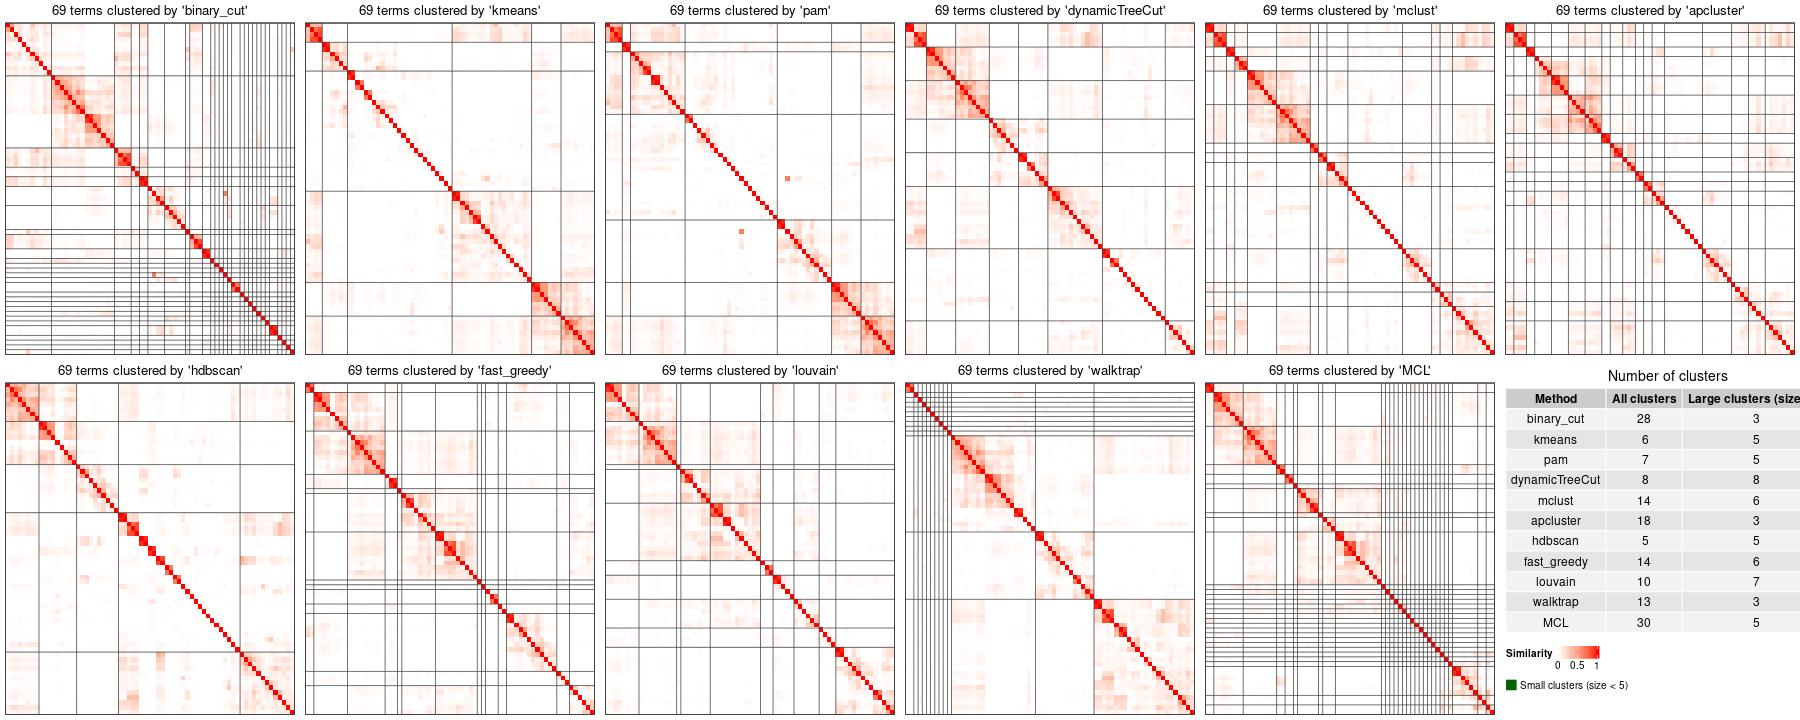 69 terms clustered by 'binary_cut'
69 terms clustered by 'kmeans'
69 terms clustered by 'pam'
69 terms clustered by 'dynamicTreeCut'
69 terms clustered by 'mclust'
69 terms clustered by 'apcluster'
69 terms clustered by 'hdbscan'
69 terms clustered by 'fast_greedy'
69 terms clustered by 'louvain'
69 terms clustered by 'walktrap'
69 terms clustered by 'MCL'
Number of clusters
Method All clusters Large clusters (size
binary_cut 28 3
kmeans 6 5
pam 7 5
dynamicTreeCut 8 8
mclust 14 6
apcluster 18 3
hdbscan 5 5
fast_greedy 14 6
louvain 10 7
walktrap 13 3
MCL 30 5
Similarity
0 0.5 1
Small clusters (size < 5)